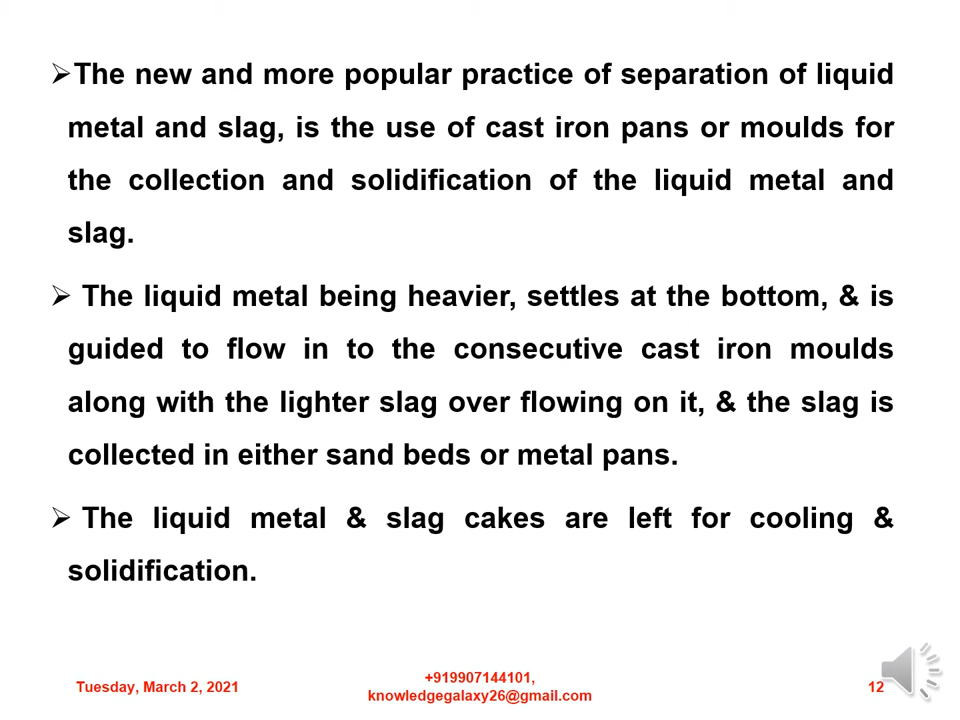 ➢The new and more popular practice of separation of liquid
metal and slag, is the use of cast iron pans or moulds for
the collection and solidification of the liquid metal and
slag.
➢ The liquid metal being heavier, settles at the bottom, & is
guided to flow in to the consecutive cast iron moulds
along with the lighter slag over flowing on it, & the slag is
collected in either sand beds or metal pans.
➢ The liquid metal & slag cakes are left for cooling &
solidification.
Tuesday, March 2, 2021
+919907144101,
knowledgegalaxy26@gmail.com
12